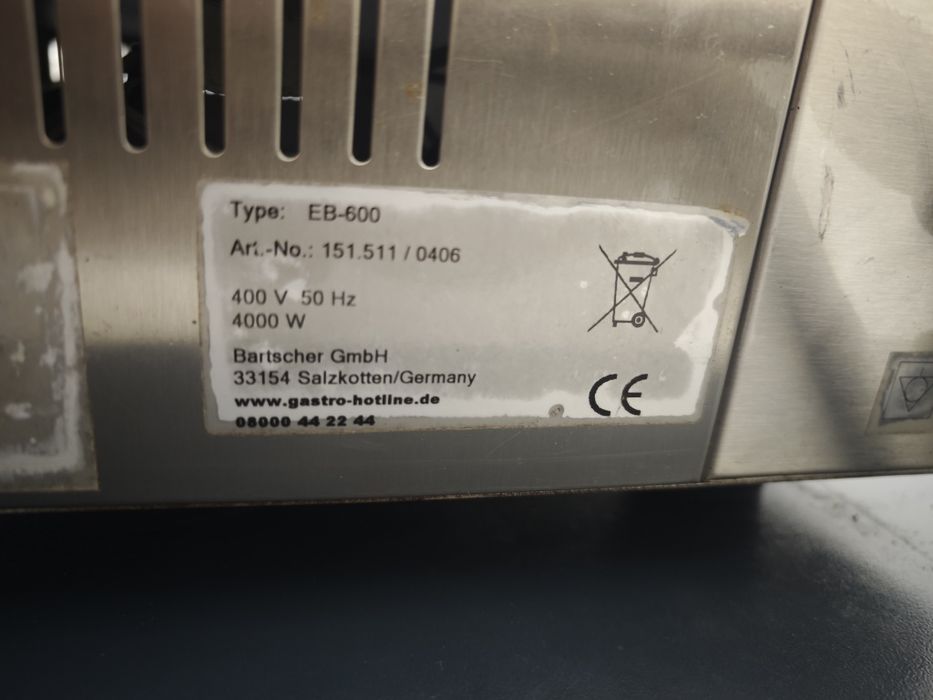 Type: EB-600
Art.-No.: 151.511 / 0406
400 V 50 Hz
4000 W
Bartscher GmbH
33154 Salzkotten/Germany
www.gastro-hotline.de
08000 44 22 44
CE